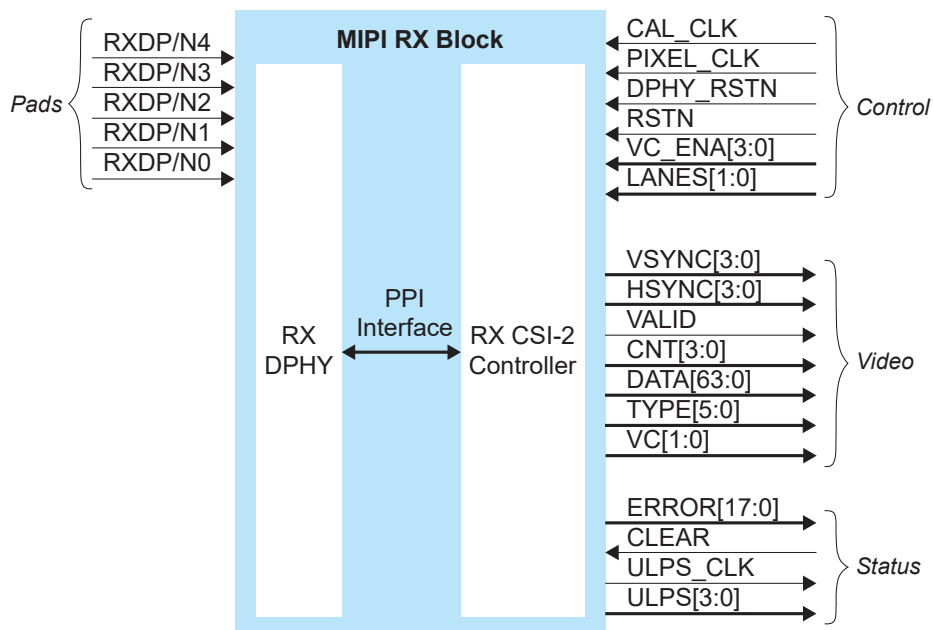 MIPI RX Block
Pads
RXDP/N4
RXDP/N3
RXDP/N2
RXDP/N1
RXDP/N0
CAL_CLK
PIXEL_CLK
DPHY_RSTN
RSTN
VC_ENA[3:0]
LANES[1:0]
Control
RX
DPHY
PPI
Interface
RX CSI-2
Controller
VSYNC[3:0]
HSYNC[3:0]
VALID
CNT[3:0]
DATA[63:0]
TYPE[5:0]
VC[1:0]
Video
ERROR[17:0]
CLEAR
ULPS_CLK
ULPS[3:0]
Status